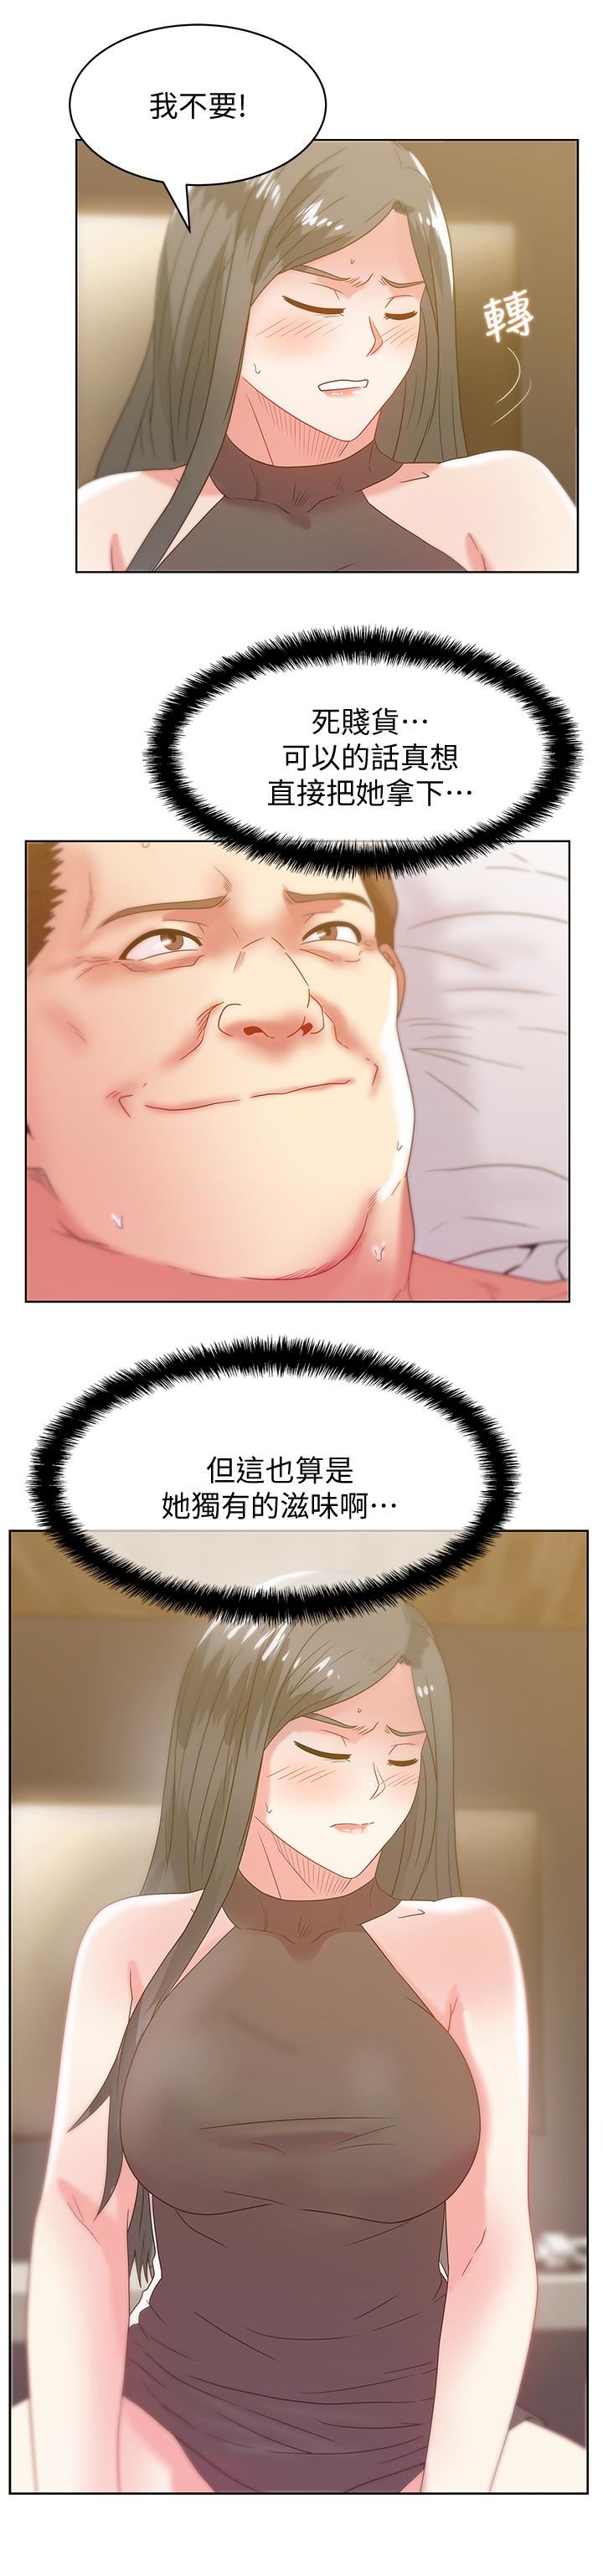 我不要!
轉
死賤貨⋯
可以的話真想
直接把她拿下⋯
但這也算是
她獨有的滋味啊⋯